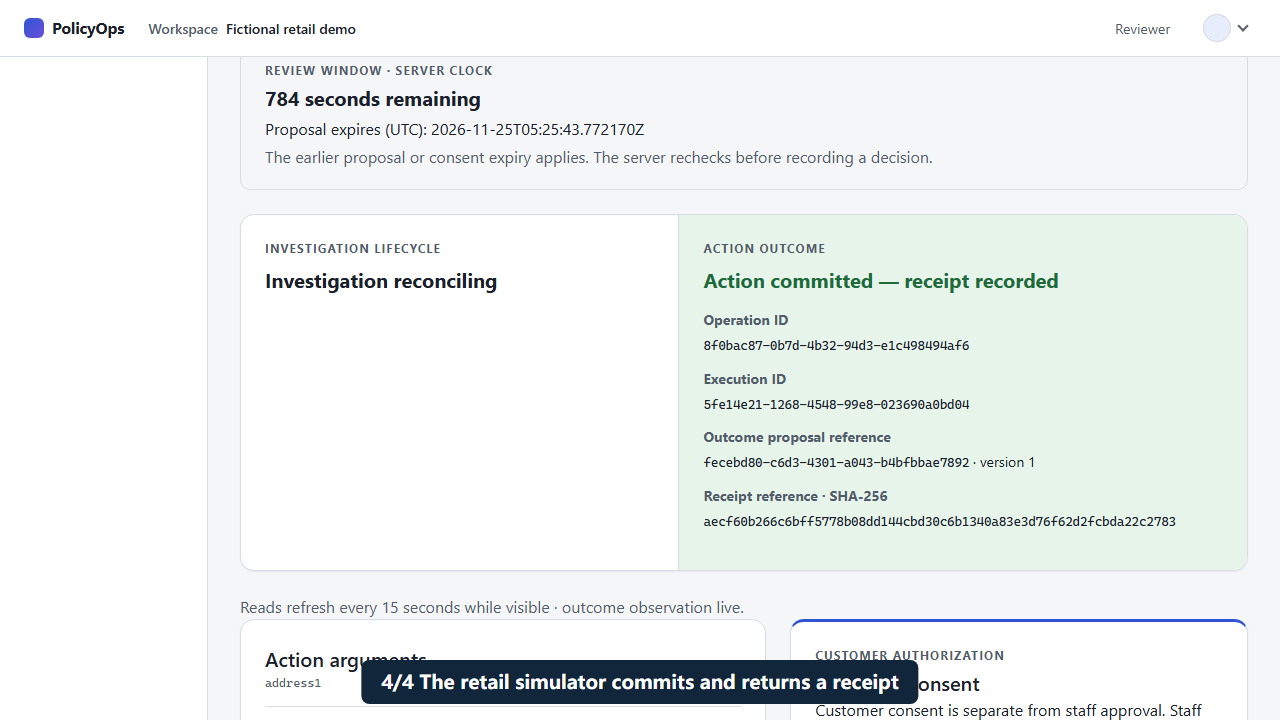 PolicyOps
Workspace Fictional retail demo
Reviewer
REVIEW WINDOW · SERVER CLOCK
784 seconds remaining
Proposal expires (UTC): 2026-11-25T05:25:43.772170Z
The earlier proposal or consent expiry applies. The server rechecks before recording a decision.
INVESTIGATION LIFECYCLE
Investigation reconciling
ACTION OUTCOME
Action committed — receipt recorded
Operation ID
8f0bac87-0b7d-4b32-94d3-e1c498494af6
Execution ID
5fe14e21-1268-4548-99e8-023690a0bd04
Outcome proposal reference
fecebd80-c6d3-4301-a043-b4bfbbae7892 · version 1
Receipt reference · SHA-256
aecf60b266c6bff5778b08dd144cbd30c6b1340a83e3d76f62d2fcbda22c2783
Reads refresh every 15 seconds while visible · outcome observation live.
Action arguments
address1
CUSTOMER AUTHORIZATION
onsent
Customer consent is separate from staff approval. Staff
4/4 The retail simulator commits and returns a receipt